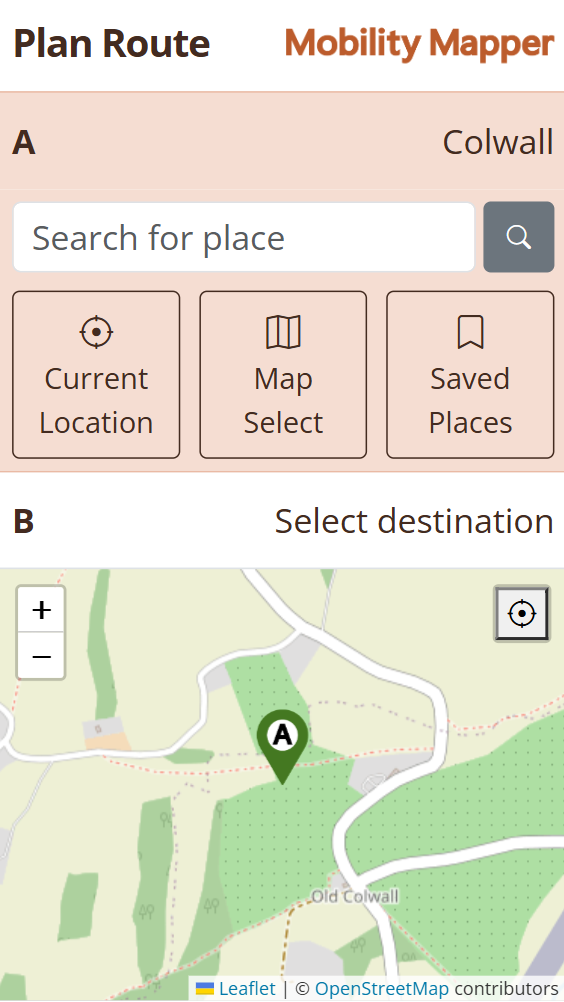 Plan Route Mobility Mapper
A Colwall
Search for place
Current Location
Map Select
Saved Places
B Select destination
+
−
A
Old Colwall
Leaflet | © OpenStreetMap contributors